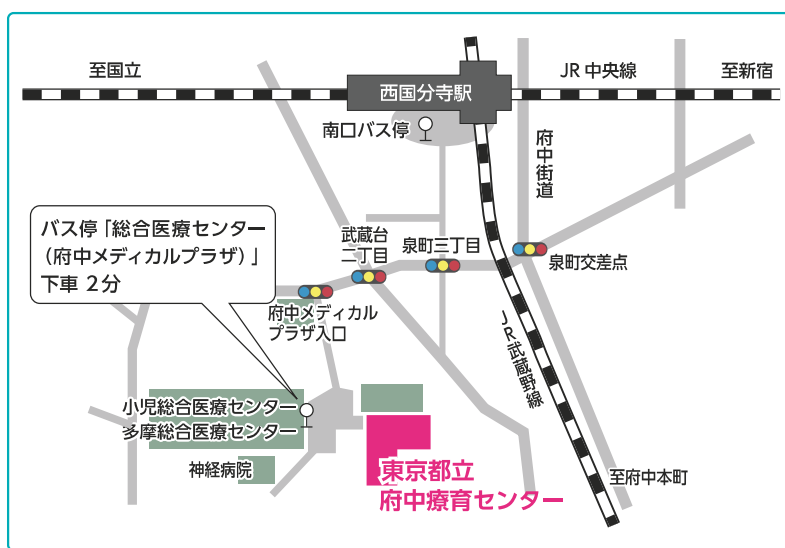 至国立
JR 中央線
至新宿
西国分寺駅
南口バス停
府中街道
バス停「総合医療センター
（府中メディカルプラザ）」
下車 2分
武蔵台
二丁目
泉町三丁目
泉町交差点
府中メディカル
プラザ入口
JR武蔵野線
小児総合医療センター
多摩総合医療センター
神経病院
東京都立
府中療育センター
至府中本町